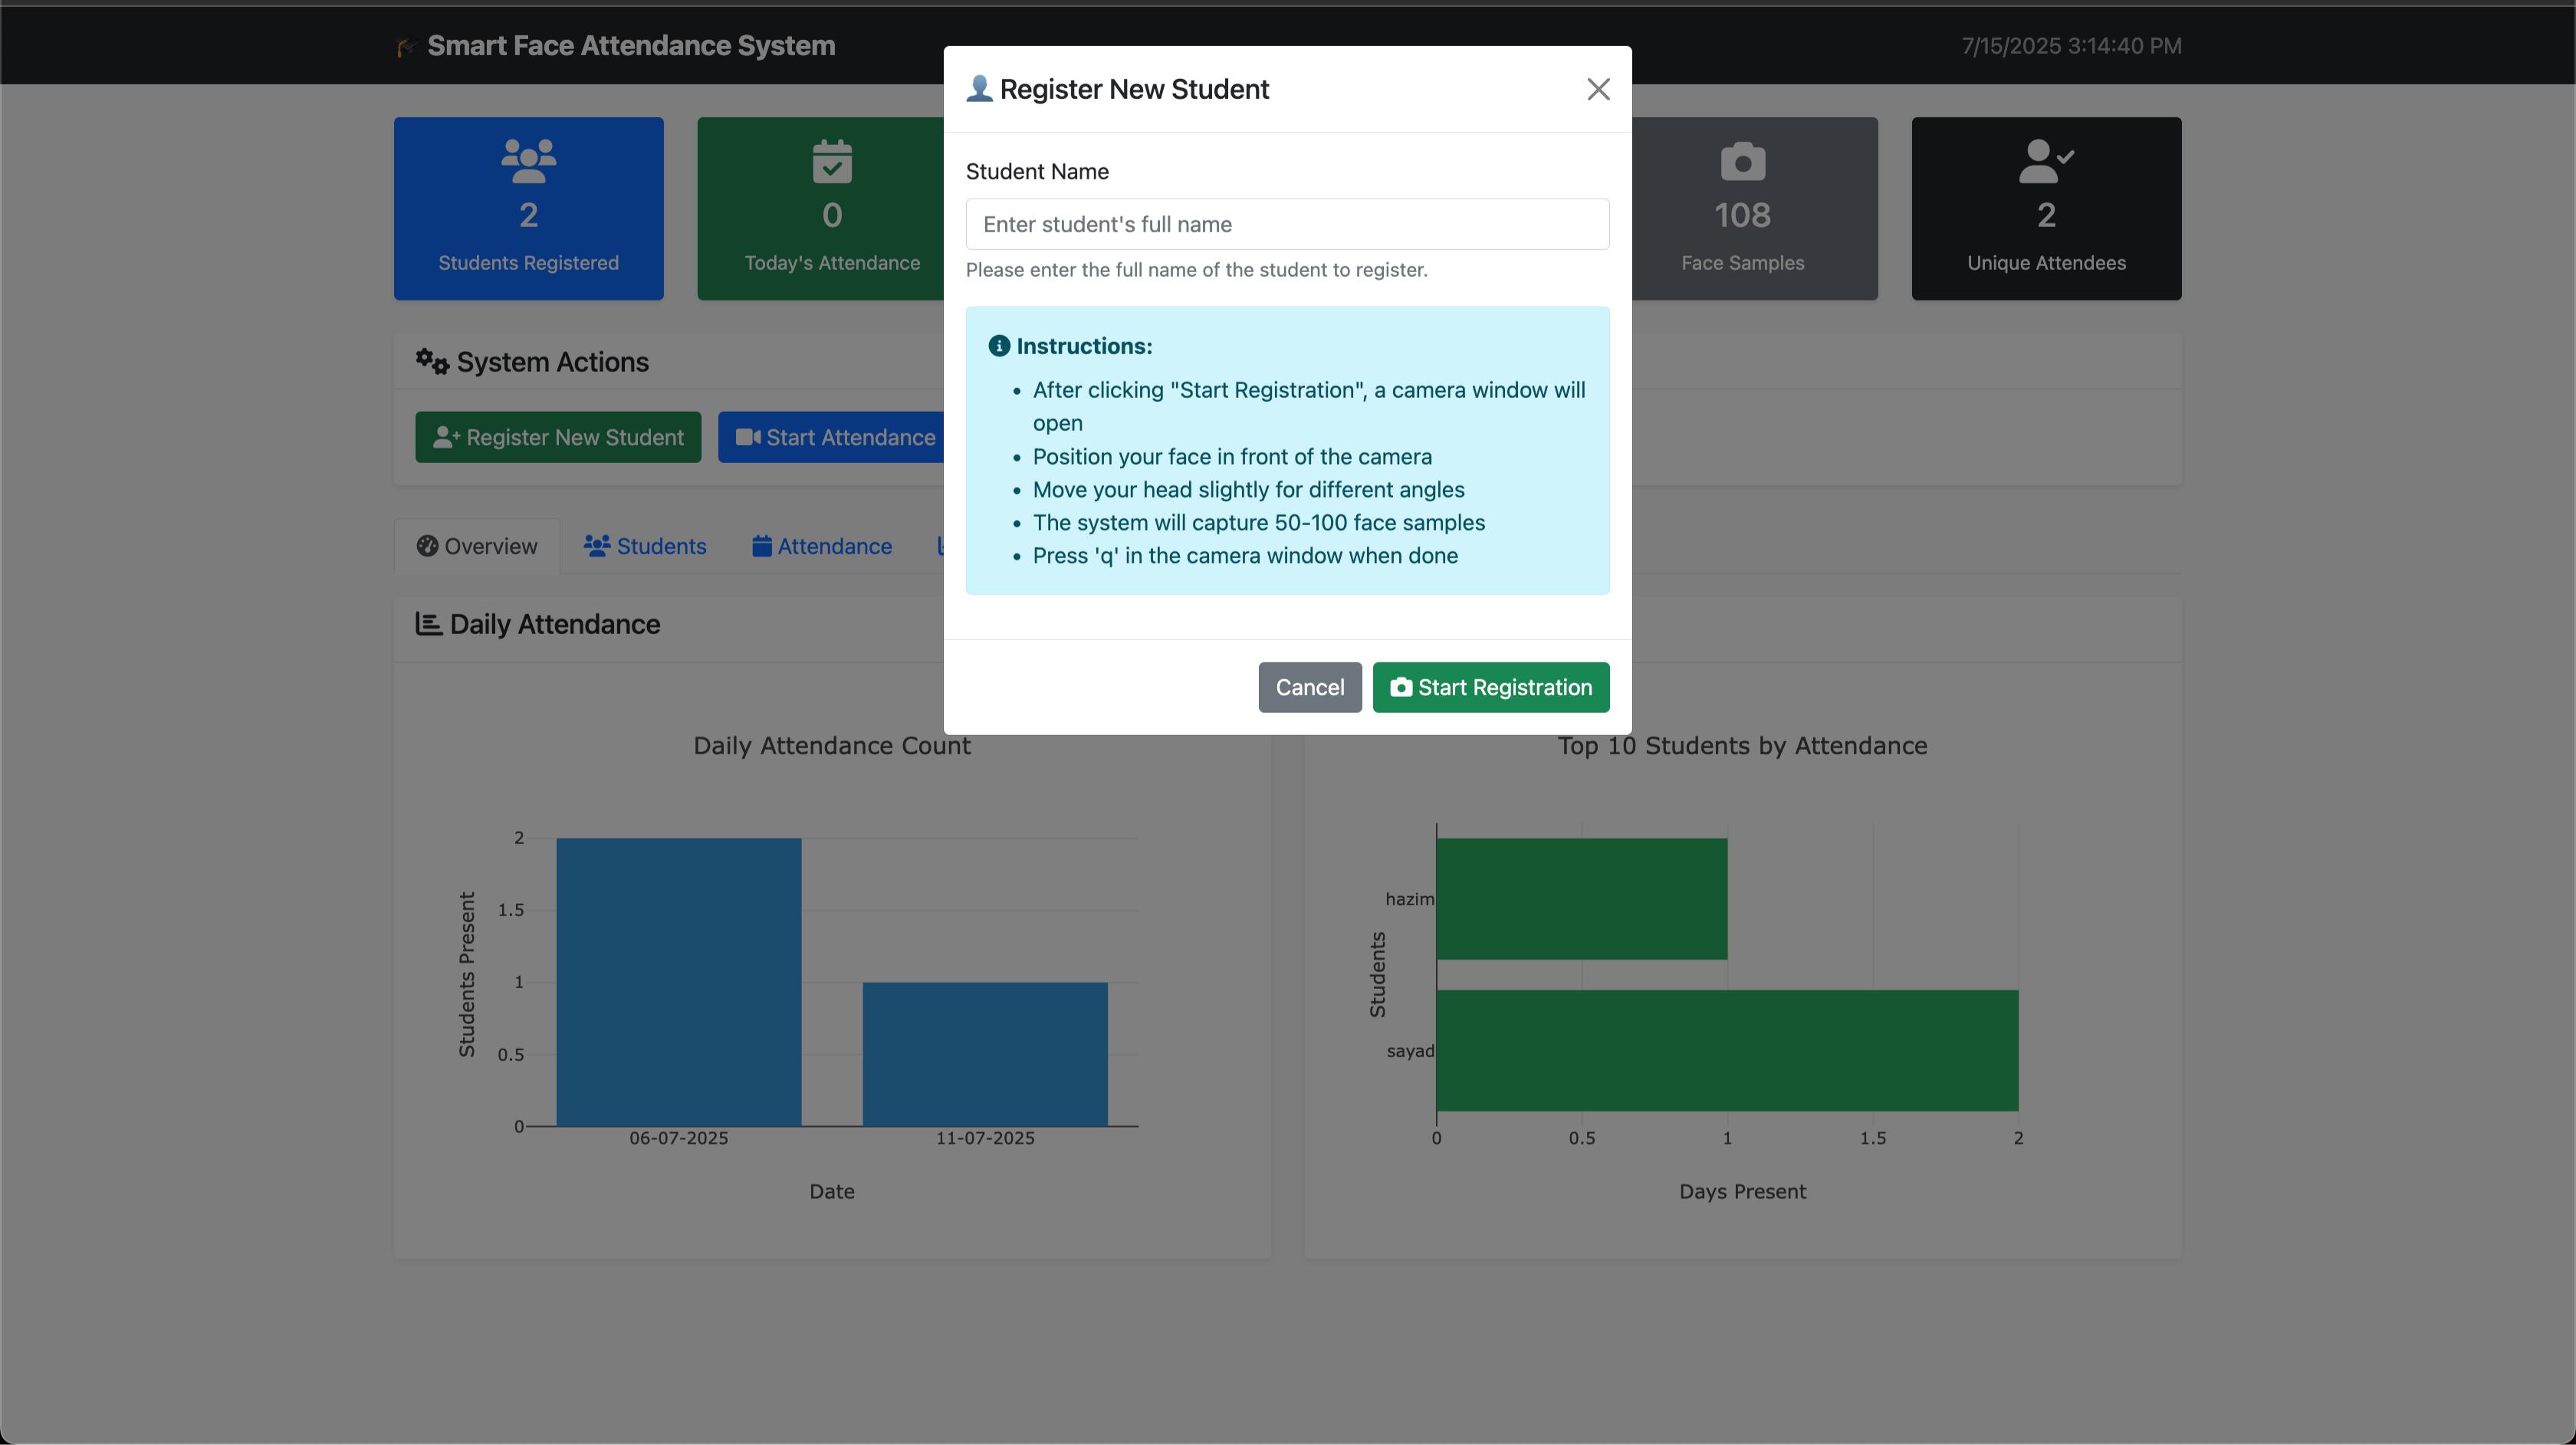 Smart Face Attendance System
7/15/2025 3:14:40 PM
Register New Student
Student Name
Enter student's full name
Please enter the full name of the student to register.
Instructions:
After clicking "Start Registration", a camera window will
open
Position your face in front of the camera
Move your head slightly for different angles
The system will capture 50-100 face samples
Press 'q' in the camera window when done
Cancel
Start Registration
2
Students Registered
0
Today's Attendance
108
Face Samples
2
Unique Attendees
System Actions
Register New Student
Start Attendance
Overview
Students
Attendance
Daily Attendance
Daily Attendance Count
Students Present
2
1.5
1
0.5
0
06-07-2025
11-07-2025
Date
Top 10 Students by Attendance
Students
hazim
sayad
0
0.5
1
1.5
2
Days Present